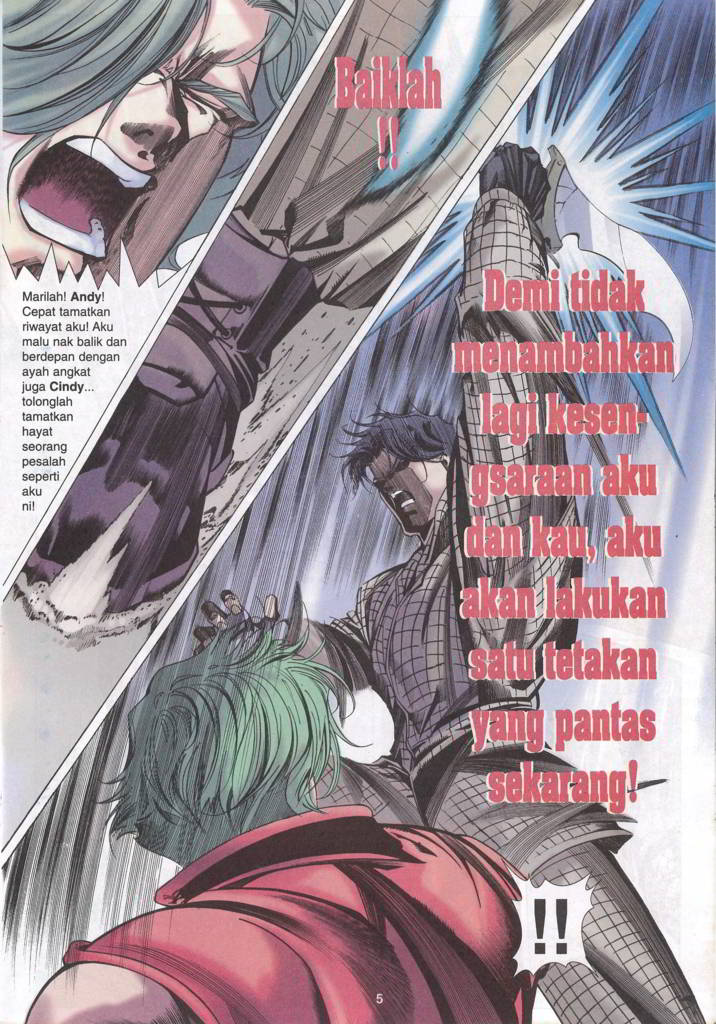 Baiklah
!!
Marilah! Andy!
Cepat tamatkan
riwayat aku! Aku
malu nak balik dan
berdepan dengan
ayah angkat
juga Cindy...
tolonglah
tamatkan
hayat
seorang
pesalah
seperti
aku
ni!
Demi tidak
menambahkan
lagi kesen-
gsaraan aku
dan kau, aku
akan lakukan
satu tetakan
yang pantas
sekarang!
!!
5